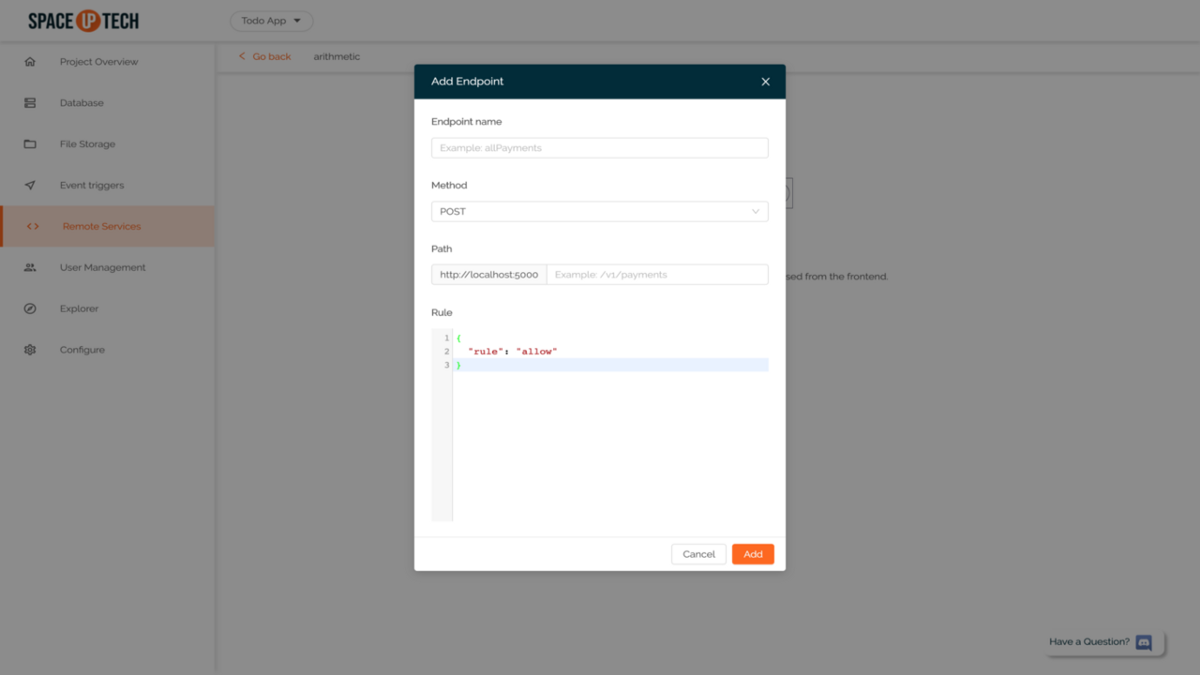 SPACE UP TECH
Todo App
Project Overview
Database
File Storage
Event triggers
Remote Services
User Management
Explorer
Configure
Go back
arithmetic
Add Endpoint
Endpoint name
Example: allPayments
Method
POST
Path
http://localhost:5000 Example: /v1/payments
Rule
1 {
2 "rule": "allow"
3 }
Cancel Add
sed from the frontend.
Have a Question?